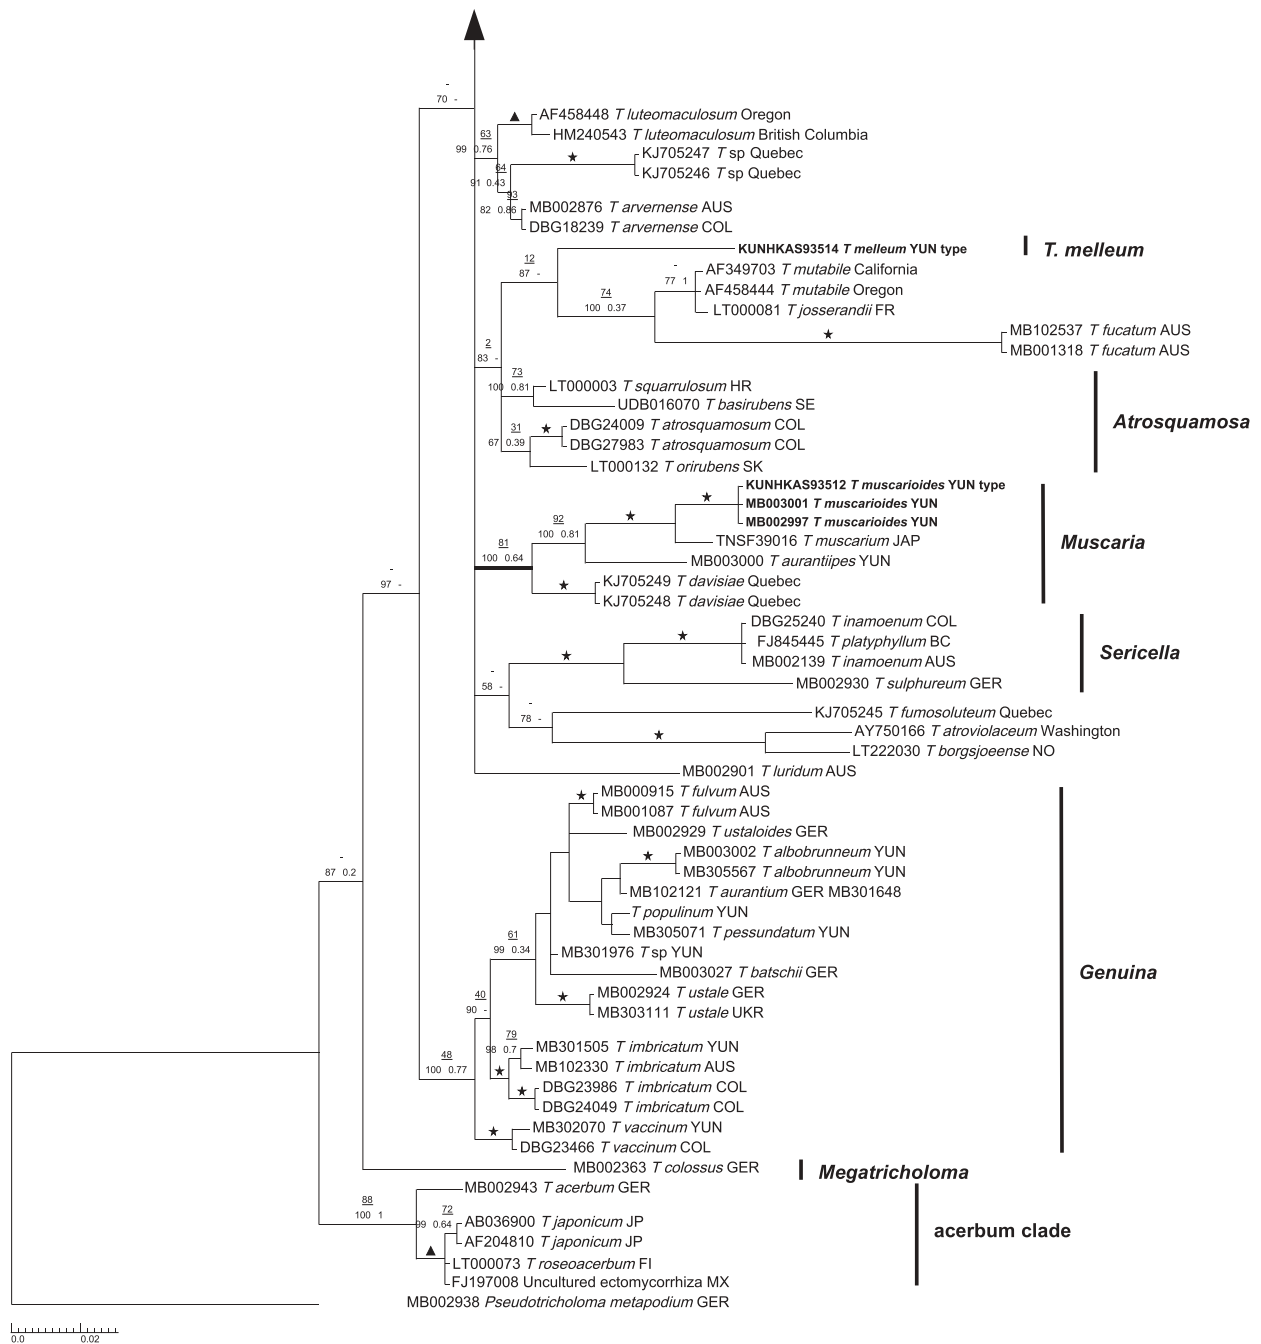 -
70 -
AF458448 T luteomaculosum Oregon
HM240543 T luteomaculosum British Columbia
63
99 0.76
KJ705247 T sp Quebec
KJ705246 T sp Quebec
64
91 0.43
93
82 0.86
MB002876 T arvernense AUS
DBG18239 T arvernense COL
KUNHKAS93514 T melleum YUN type
T. melleum
12
87 -
-
77 1
AF349703 T mutabile California
AF458444 T mutabile Oregon
74
100 0.37
LT000081 T josserandii FR
MB102537 T fucatum AUS
MB001318 T fucatum AUS
2
83 -
73
100 0.81
LT000003 T squarrulosum HR
UDB016070 T basirubens SE
Atrosquamosa
31
67 0.39
DBG24009 T atrosquamosum COL
DBG27983 T atrosquamosum COL
LT000132 T orirubens SK
KUNHKAS93512 T muscarioides YUN type
MB003001 T muscarioides YUN
MB002997 T muscarioides YUN
92
100 0.81
TNSF39016 T muscarium JAP
Muscaria
81
100 0.64
MB003000 T aurantiipes YUN
KJ705249 T davisiae Quebec
KJ705248 T davisiae Quebec
-
97 -
DBG25240 T inamoenum COL
FJ845445 T platyphyllum BC
Sericella
MB002139 T inamoenum AUS
MB002930 T sulphureum GER
-
58 -
-
78 -
KJ705245 T fumosoluteum Quebec
AY750166 T atroviolaceum Washington
LT222030 T borgsjoeense NO
MB002901 T luridum AUS
MB000915 T fulvum AUS
MB001087 T fulvum AUS
MB002929 T ustaloides GER
MB003002 T albobrunneum YUN
MB305567 T albobrunneum YUN
-
87 0.2
MB102121 T aurantium GER MB301648
T populinum YUN
MB305071 T pessundatum YUN
61
99 0.34
MB301976 T sp YUN
MB003027 T batschii GER
Genuina
MB002924 T ustale GER
MB303111 T ustale UKR
40
90 -
79
98 0.7
MB301505 T imbricatum YUN
MB102330 T imbricatum AUS
48
100 0.77
DBG23986 T imbricatum COL
DBG24049 T imbricatum COL
MB302070 T vaccinum YUN
DBG23466 T vaccinum COL
MB002363 T colossus GER
Megatricholoma
MB002943 T acerbum GER
88
100 1
72
99 0.64
AB036900 T japonicum JP
AF204810 T japonicum JP
acerbum clade
LT000073 T roseoacerbum FI
FJ197008 Uncultured ectomycorrhiza MX
MB002938 Pseudotricholoma metapodium GER
0.0 0.02